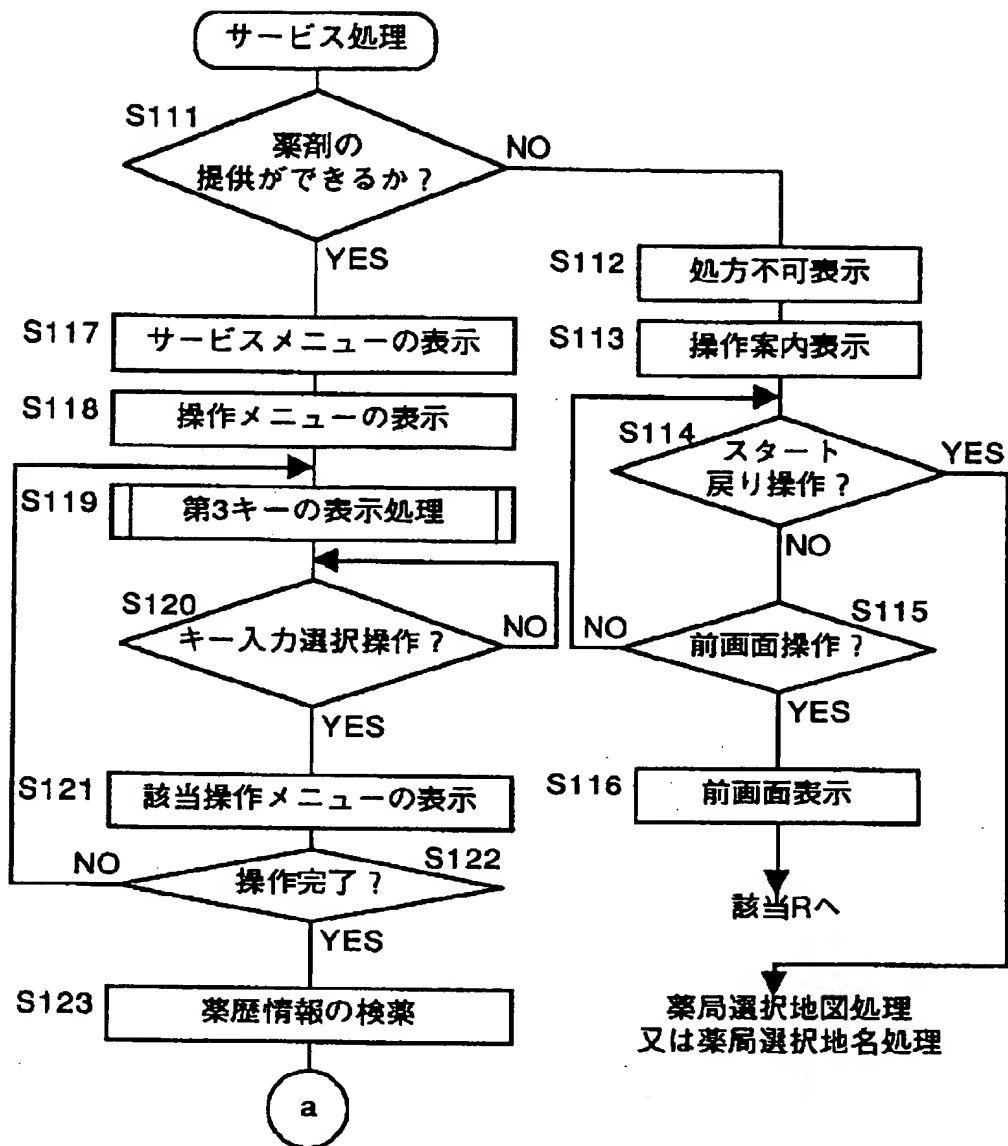 サービス処理
S111
薬剤の
提供ができるか？
NO
YES
S112
処方不可表示
S117
サービスメニューの表示
S113
操作案内表示
S118
操作メニューの表示
S114
スタート
戻り操作？
YES
NO
S119
第3キーの表示処理
S120
キー入力選択操作？
NO
YES
S115
前画面操作？
NO
YES
S121
該当操作メニューの表示
S116
前画面表示
該当Rへ
S122
操作完了？
NO
YES
S123
薬歴情報の検薬
薬局選択地図処理
又は薬局選択地名処理
a